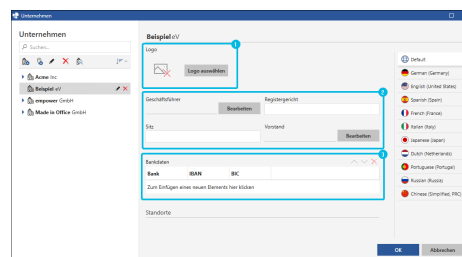 Unternehmen
Unternehmen
Suchen...
Acme Inc
Beispiel eV
empower GmbH
Made in Office GmbH
Beispiel eV
Logo
1
Logo auswählen
2
Geschäftsführer
Registergericht
Bearbeiten
Sitz
Vorstand
Bearbeiten
3
Bankdaten
Bank IBAN BIC
Zum Einfügen eines neuen Elements hier klicken
Standorte
Default
German (Germany)
English (United States)
Spanish (Spain)
French (France)
Italian (Italy)
Japanese (Japan)
Dutch (Netherlands)
Portuguese (Portugal)
Russian (Russia)
Chinese (Simplified, PRC)
OK Abbrechen